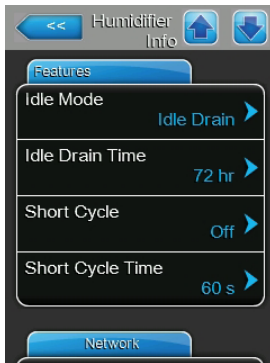 << Humidifier
Info
Features
Idle Mode
Idle Drain
Idle Drain Time
72 hr
Short Cycle
Off
Short Cycle Time
60 s
Network